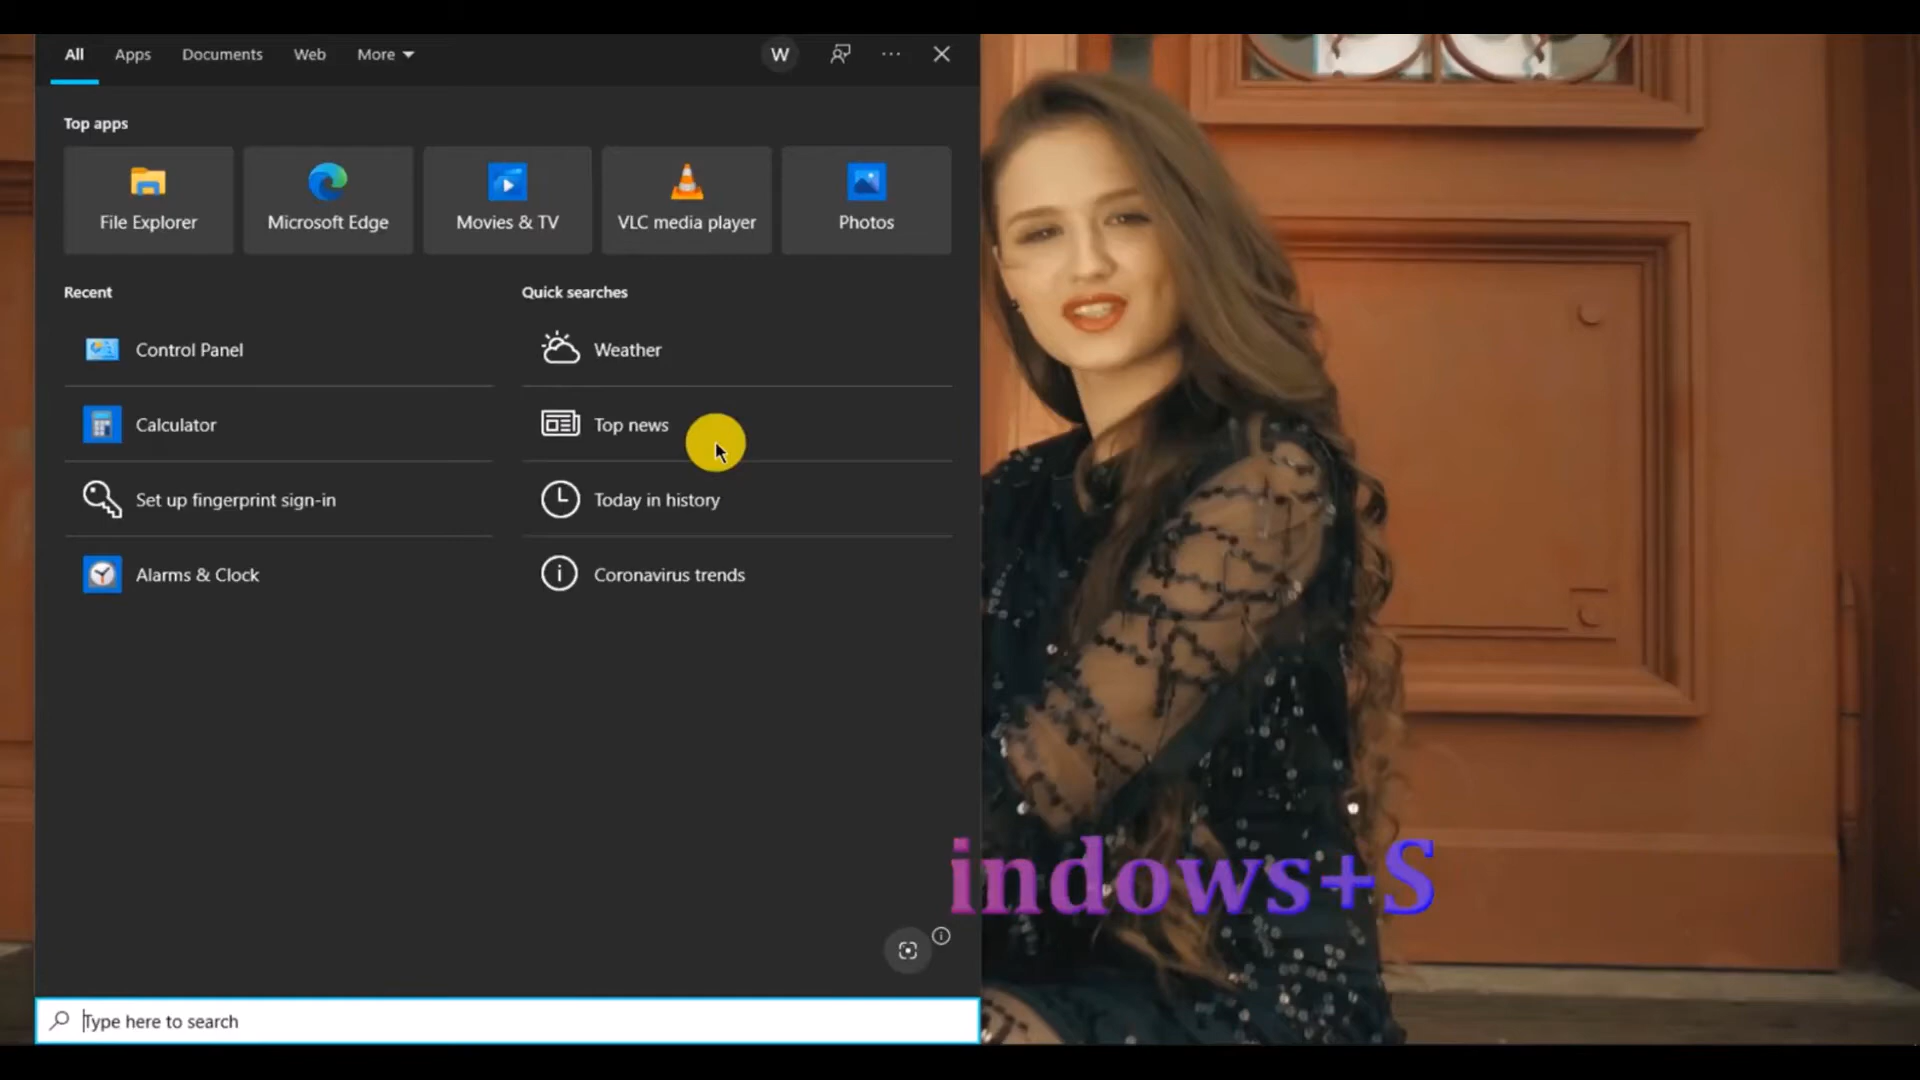 All Apps Documents Web More W
Top apps
File Explorer Microsoft Edge Movies & TV VLC media player Photos
Recent
Control Panel
Calculator
Set up fingerprint sign-in
Alarms & Clock
Quick searches
Weather
Top news
Today in history
Coronavirus trends
indows+S
Type here to search